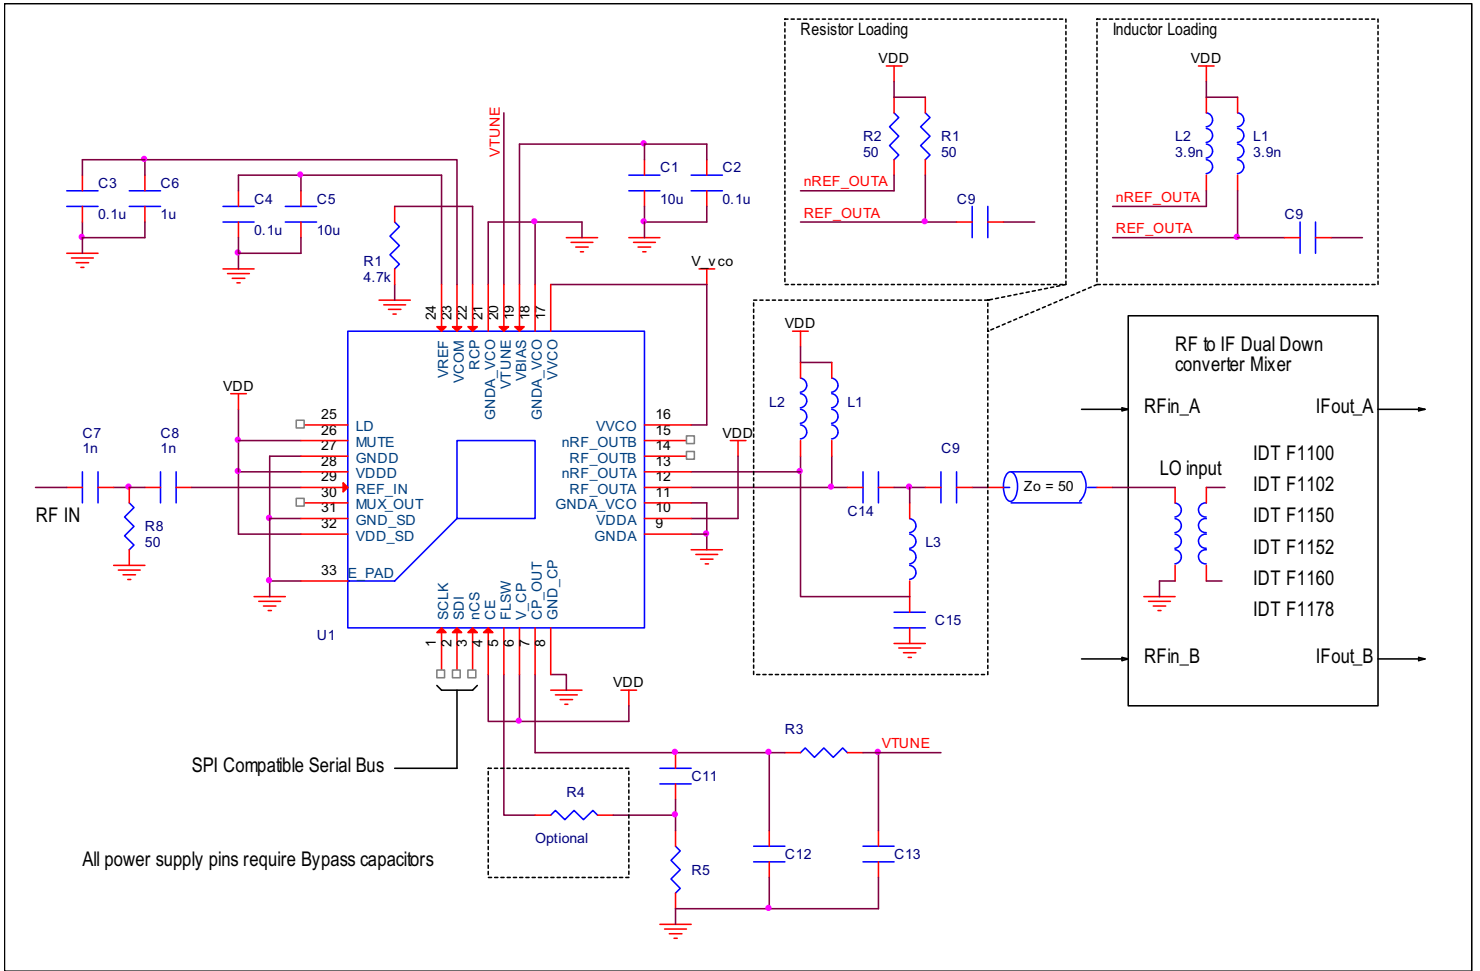 Resistor Loading
VDD
R2
50
R1
50
nREF_OUTA
REF_OUTA
C9
Inductor Loading
VDD
L2
3.9n
L1
3.9n
nREF_OUTA
REF_OUTA
C9
C3
0.1u
C6
1u
C4
0.1u
C5
10u
R1
4.7k
VTUNE
C1
10u
C2
0.1u
V_vco
24
23
22
21
20
19
18
17
VREF
VCOM
RCP
GNDA_VCO
VTUNE
VBIAS
GNDA_VCO
VVCO
VDD
C7
1n
C8
1n
RF IN
R8
50
25
26
27
28
29
30
31
32
33
LD
MUTE
GNDD
VDDD
REF_IN
MUX_OUT
GND_SD
VDD_SD
E_PAD
U1
VVCO
nRF_OUTB
RF_OUTB
nRF_OUTA
RF_OUTA
GNDA_VCO
VDDA
GNDA
16
15
14
13
12
11
10
9
VDD
SCLK
SDI
nCS
CE
FLSW
V_CP
CP_OUT
GND_CP
1
2
3
4
5
6
7
8
VDD
L2
L1
C14
C9
L3
C15
Zo = 50
RF to IF Dual Down
converter Mixer
RFin_A
IFout_A
LO input
IDT F1100
IDT F1102
IDT F1150
IDT F1152
IDT F1160
IDT F1178
RFin_B
IFout_B
VDD
SPI Compatible Serial Bus
R4
Optional
C11
R5
R3
VTUNE
C12
C13
All power supply pins require Bypass capacitors